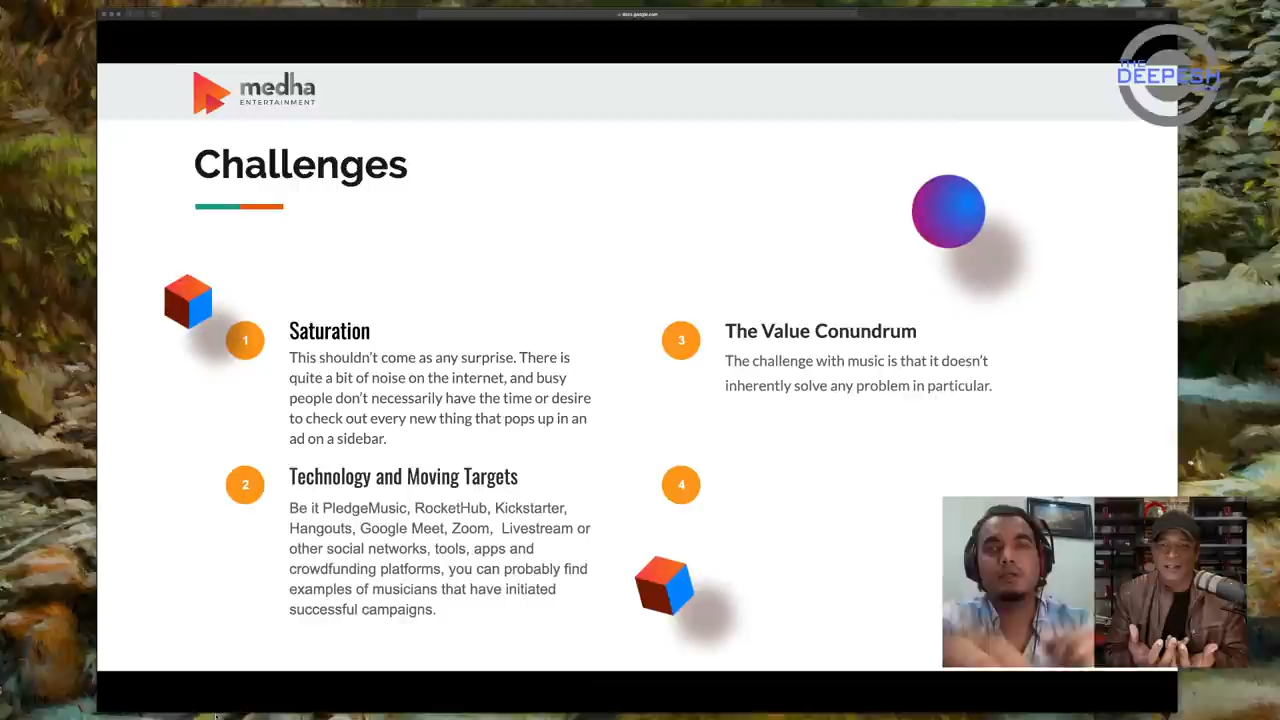 docs.google.com
THE
DEEPESH
medha
ENTERTAINMENT
Challenges
1
Saturation
This shouldn't come as any surprise. There is
quite a bit of noise on the internet, and busy
people don't necessarily have the time or desire
to check out every new thing that pops up in an
ad on a sidebar.
2
Technology and Moving Targets
Be it PledgeMusic, RocketHub, Kickstarter,
Hangouts, Google Meet, Zoom, Livestream or
other social networks, tools, apps and
crowdfunding platforms, you can probably find
examples of musicians that have initiated
successful campaigns.
3
The Value Conundrum
The challenge with music is that it doesn't
inherently solve any problem in particular.
4